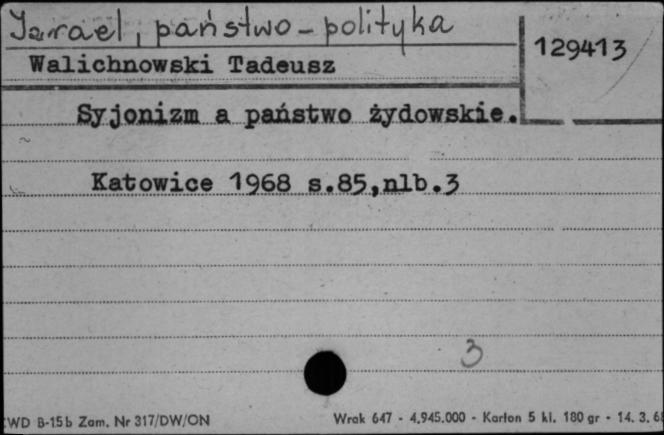 Izrael, państwo - polityka
129413
Walichnowski Tadeusz
Syjonizm a państwo żydowskie.
Katowice 1968 s.85,nlb.3
3
WD B-15b Zam. Nr 317/DW/ON Wrak 647 - 4.945.000 - Karton 5 kl. 180 gr - 14. 3. 68